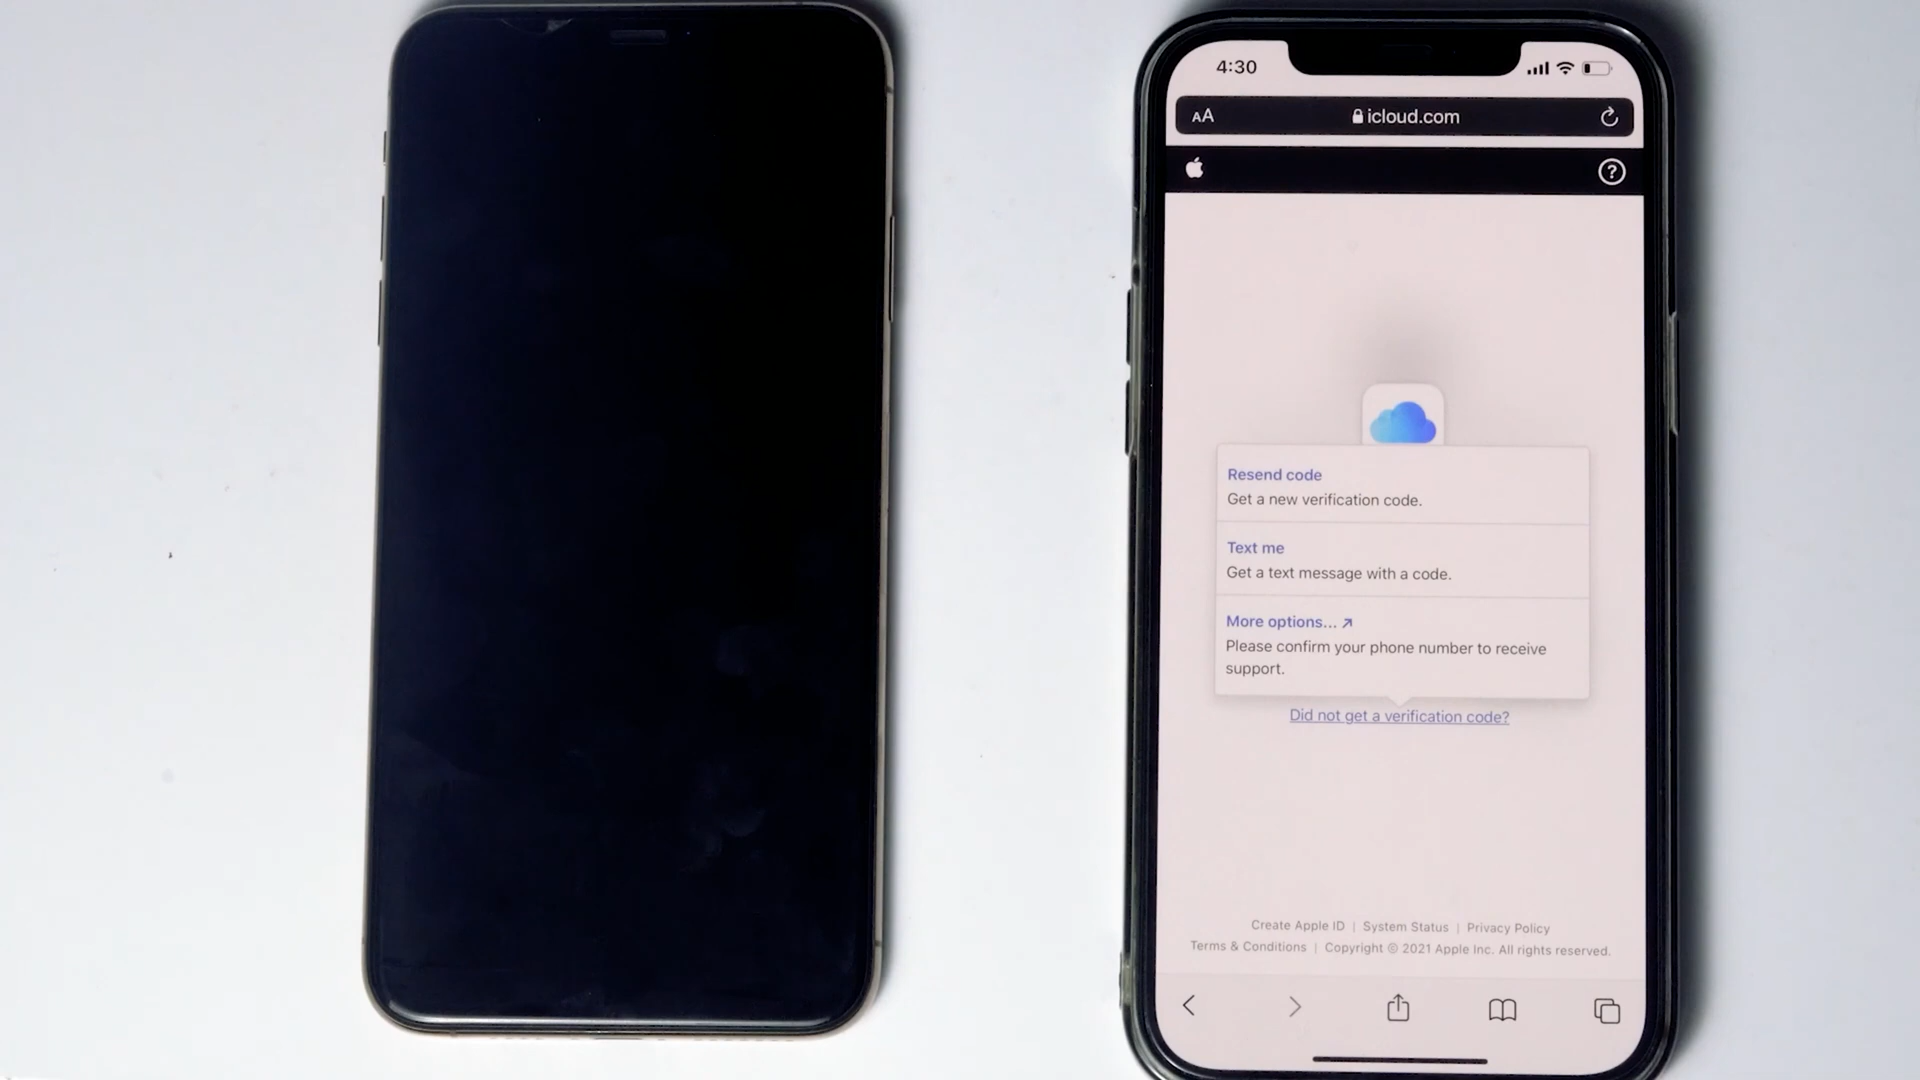 4:30
AA icloud.com
?
Resend code
Get a new verification code.
Text me
Get a text message with a code.
More options... ↗
Please confirm your phone number to receive
support.
Did not get a verification code?
Create Apple ID | System Status | Privacy Policy
Terms & Conditions | Copyright © 2021 Apple Inc. All rights reserved.